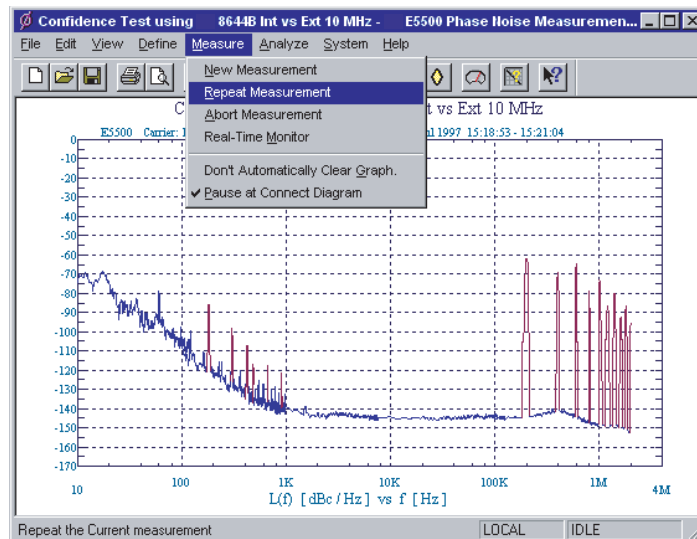 Confidence Test using 8644B Int vs Ext 10 MHz - E5500 Phase Noise Measuremen...
File Edit View Define Measure Analyze System Help
New Measurement
Repeat Measurement
Abort Measurement
Real-Time Monitor
Don't Automatically Clear Graph.
✔ Pause at Connect Diagram
C t vs Ext 10 MHz
E5500 Carrier: 1997 15:18:53 - 15:21:04
0
-10
-20
-30
-40
-50
-60
-70
-80
-90
-100
-110
-120
-130
-140
-150
-160
-170
10 100 1K 10K 100K 1M 4M
L(f) [ dBc / Hz ] vs f [ Hz ]
Repeat the Current measurement LOCAL IDLE